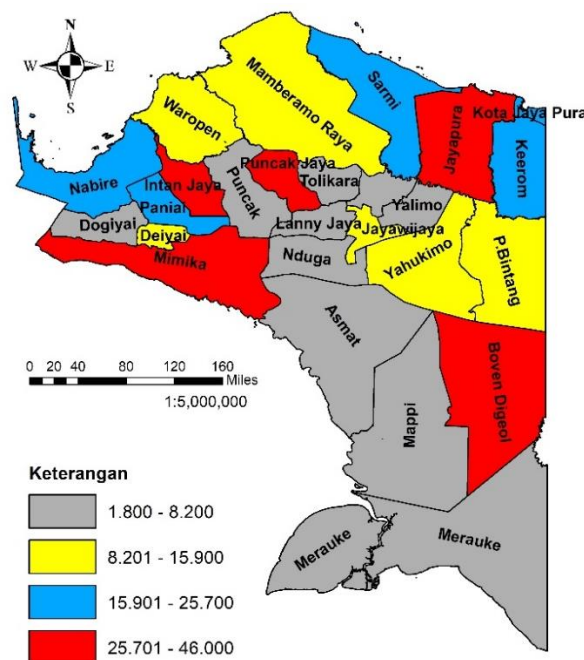 N
W E
S
Mamberamo Raya
Sarmi
Waropen
Kota Jaya Pura
Jayapura
Keerom
Puncak Jaya
Tolikara
Nabire
Intan Jaya
Puncak
Yalimo
Paniai
Dogiyai
Lanny Jaya
Jayawijaya
Deiyai
P.Bintang
Mimika
Nduga
Yahukimo
Asmat
Boven Digeol
0 20 40 80 120 160
Miles
1:5,000,000
Mappi
Keterangan
1.800 - 8.200
8.201 - 15.900
15.901 - 25.700
25.701 - 46.000
Merauke
Merauke